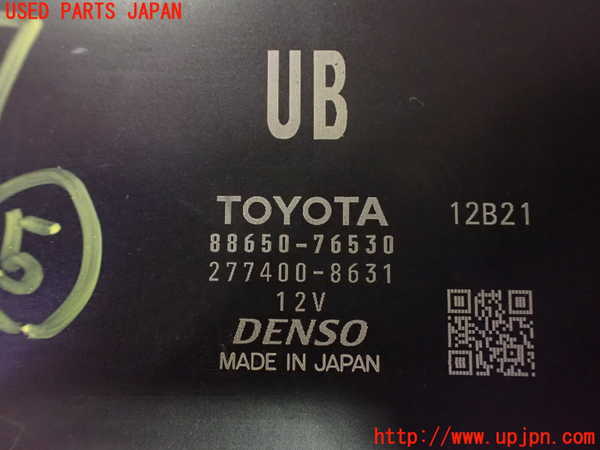 USED PARTS JAPAN
UB
TOYOTA 12B21
88650-76530
277400-8631
12V
DENSO
MADE IN JAPAN
5
http://www.upjpn.com